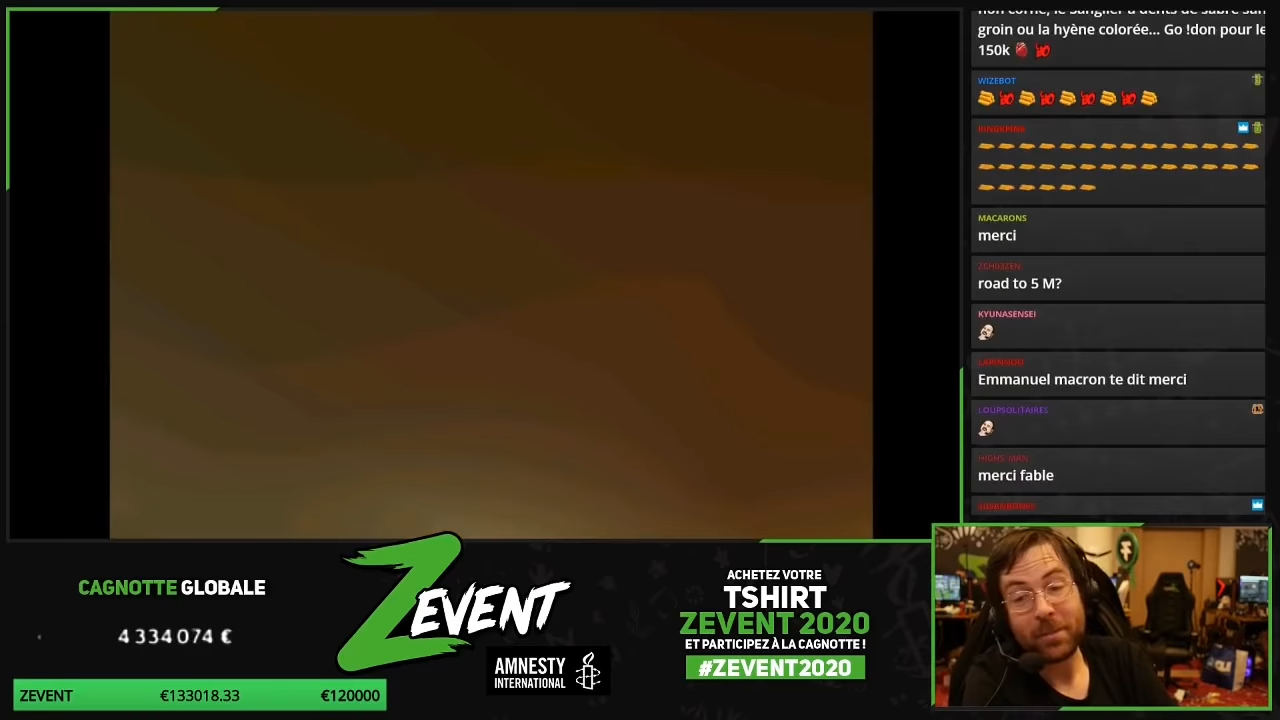 groin ou la hyène colorée... Go !don pour le
150k
WIZEBOT
MACARONS
merci
road to 5 M?
KYUNASENSEI
Emmanuel macron te dit merci
LOUPSOLITAIRES
merci fable
CAGNOTTE GLOBALE
4 334 074 €
ZEVENT €133018.33 €120000
ZEVENT
AMNESTY
INTERNATIONAL
ACHETEZ VOTRE
TSHIRT
ZEVENT 2020
ET PARTICIPEZ À LA CAGNOTTE !
#ZEVENT2020